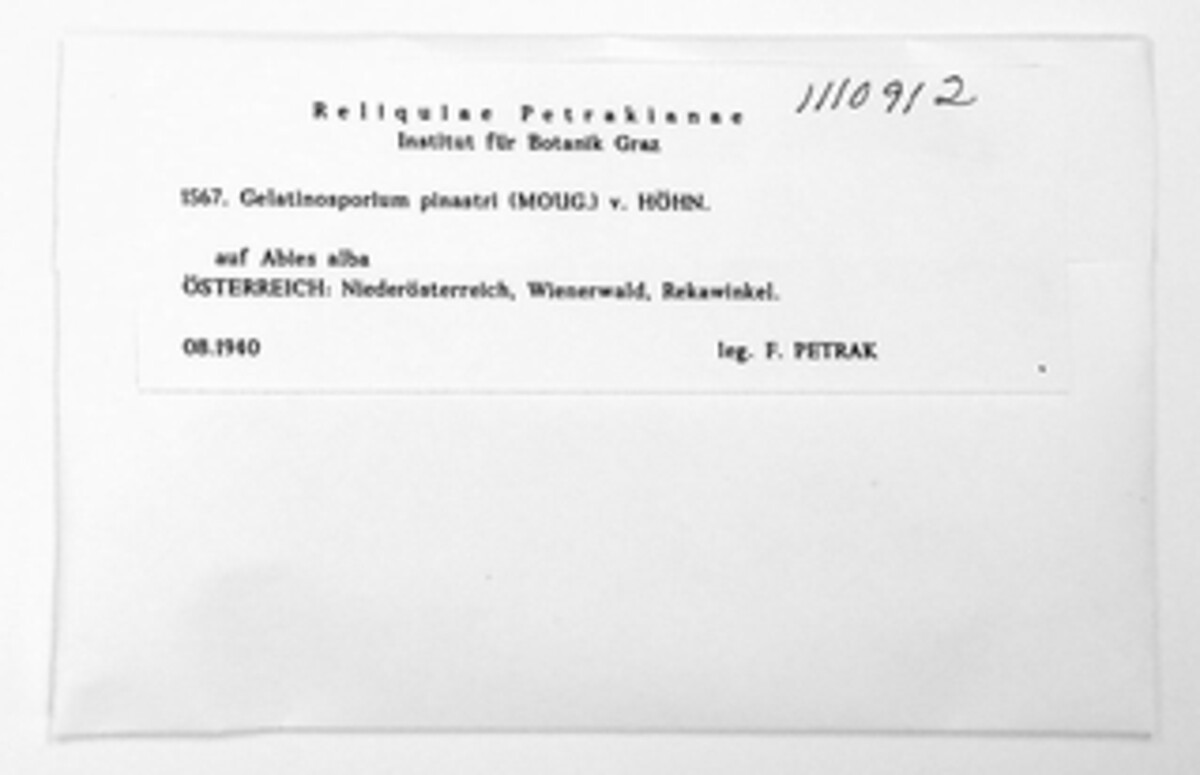 1110912
Reliquiae Petrakianae
Institut für Botanik Graz
1567. Gelatinosporium pinastri (MOUG.) v. HÖHN.
auf Abies alba
ÖSTERREICH: Niederösterreich, Wienerwald, Rekawinkel.
08.1940 leg. F. PETRAK